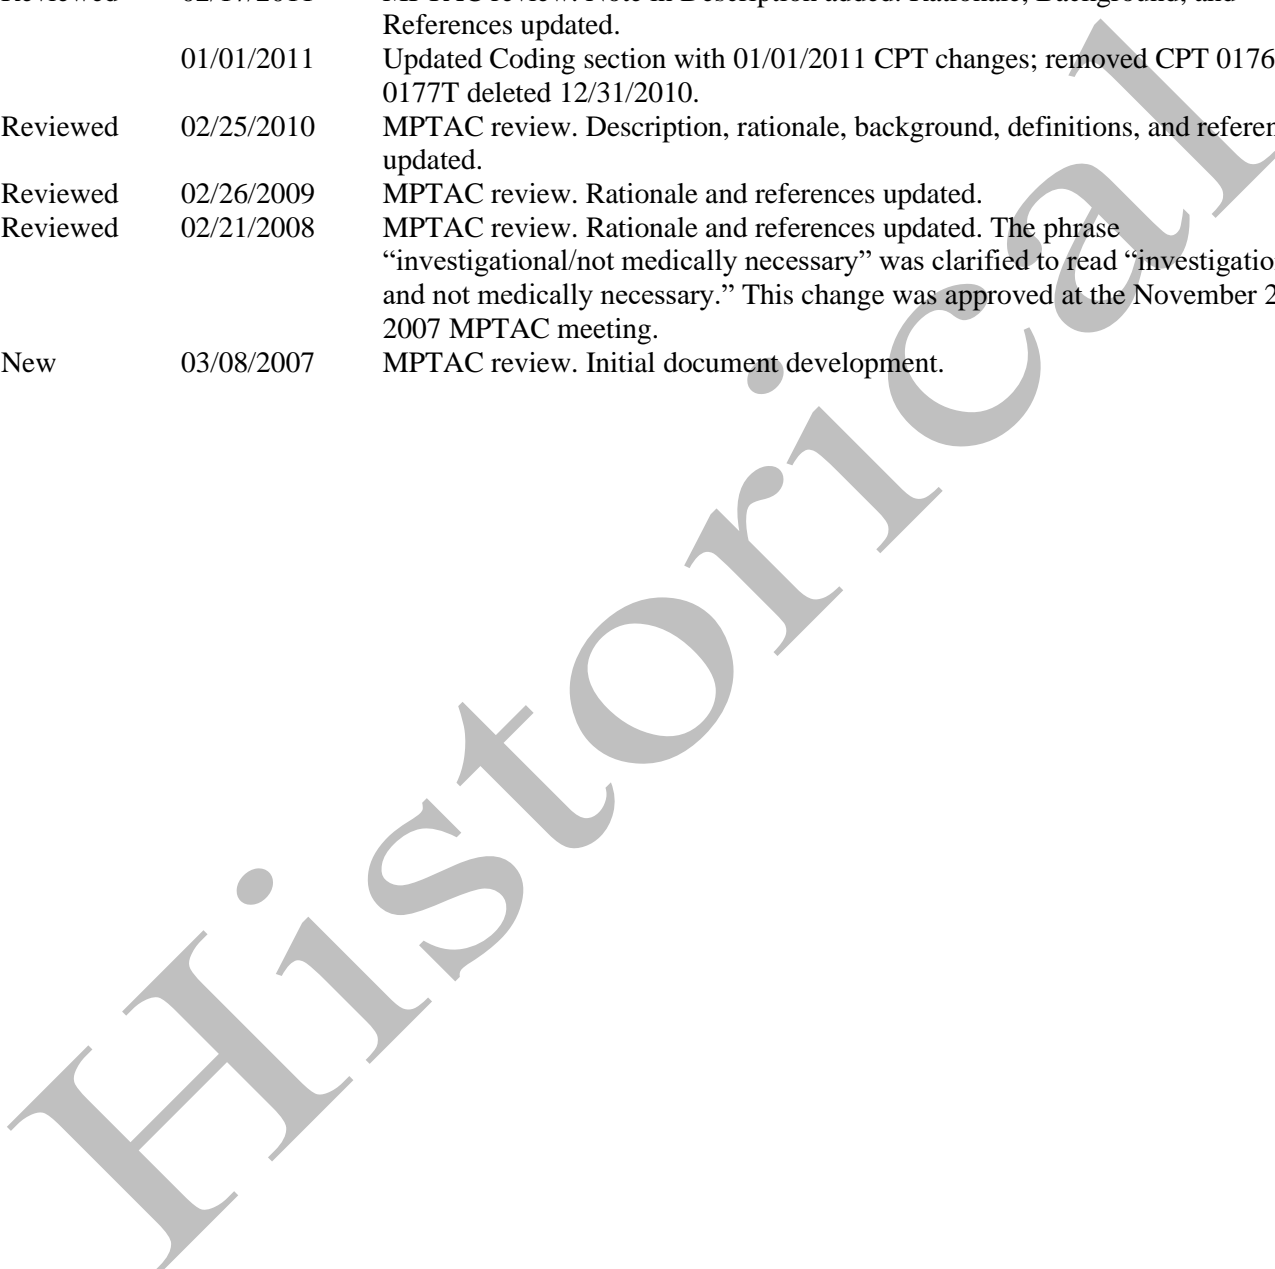 References updated.
01/01/2011 Updated Coding section with 01/01/2011 CPT changes; removed CPT 0176
0177T deleted 12/31/2010.
Reviewed 02/25/2010 MPTAC review. Description, rationale, background, definitions, and
updated.
Reviewed 02/26/2009 MPTAC review. Rationale and references updated.
Reviewed 02/21/2008 MPTAC review. Rationale and references updated. The phrase
“investigational/not medically necessary” was clarified to read
and not medically necessary.” This change was approved at the November
2007 MPTAC meeting.
New 03/08/2007 MPTAC review. Initial document development.
Historical